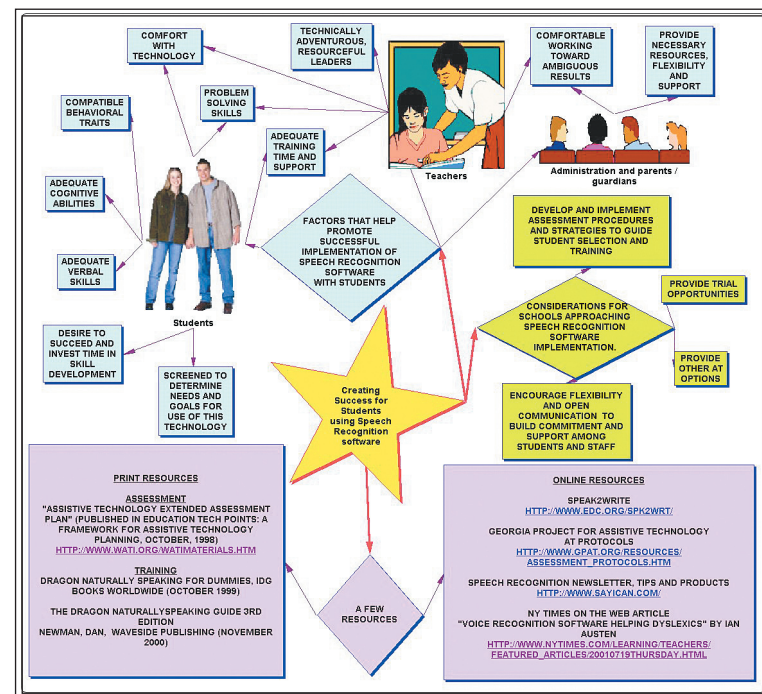 COMFORT
WITH
TECHNOLOGY
TECHNICALLY
ADVENTUROUS,
RESOURCEFUL
LEADERS
COMFORTABLE
WORKING
TOWARD
AMBIGUOUS
RESULTS
PROVIDE
NECESSARY
RESOURCES,
FLEXIBILITY
AND
SUPPORT
COMPATIBLE
BEHAVIORAL
TRAITS
PROBLEM
SOLVING
SKILLS
ADEQUATE
TRAINING
TIME AND
SUPPORT
Teachers
Administration and parents /
guardians
ADEQUATE
COGNITIVE
ABILITIES
ADEQUATE
VERBAL
SKILLS
Students
FACTORS THAT HELP
PROMOTE
SUCCESSFUL
IMPLEMENTATION OF
SPEECH RECOGNITION
SOFTWARE
WITH STUDENTS
DEVELOP AND IMPLEMENT
ASSESSMENT PROCEDURES
AND STRATEGIES TO GUIDE
STUDENT SELECTION AND
TRAINING
PROVIDE TRIAL
OPPORTUNITIES
CONSIDERATIONS FOR
SCHOOLS APPROACHING
SPEECH RECOGNITION
SOFTWARE
IMPLEMENTATION.
PROVIDE
OTHER AT
OPTIONS
DESIRE TO
SUCCEED AND
INVEST TIME IN
SKILL
DEVELOPMENT
SCREENED TO
DETERMINE
NEEDS AND
GOALS FOR
USE OF THIS
TECHNOLOGY
Creating
Success for
Students
using Speech
Recognition
software
ENCOURAGE FLEXIBILITY
AND OPEN
COMMUNICATION TO
BUILD COMMITMENT AND
SUPPORT AMONG
STUDENTS AND STAFF
PRINT RESOURCES
ASSESSMENT
"ASSISTIVE TECHNOLOGY EXTENDED ASSESSMENT
PLAN" (PUBLISHED IN EDUCATION TECH POINTS: A
FRAMEWORK FOR ASSISTIVE TECHNOLOGY
PLANNING, OCTOBER, 1998)
HTTP://WWW.WATI.ORG/WATIMATERIALS.HTM
TRAINING
DRAGON NATURALLY SPEAKING FOR DUMMIES, IDG
BOOKS WORLDWIDE (OCTOBER 1999)
THE DRAGON NATURALLYSPEAKING GUIDE 3RD
EDITION
NEWMAN, DAN, WAVESIDE PUBLISHING (NOVEMBER
2000)
A FEW
RESOURCES
ONLINE RESOURCES
SPEAK2WRITE
HTTP://WWW.EDC.ORG/SPK2WRT/
GEORGIA PROJECT FOR ASSISTIVE TECHNOLOGY
AT PROTOCOLS
HTTP://WWW.GPAT.ORG/RESOURCES/
ASSESSMENT_PROTOCOLS.HTM
SPEECH RECOGNITION NEWSLETTER, TIPS AND PRODUCTS
HTTP://WWW.SAYICAN.COM/
NY TIMES ON THE WEB ARTICLE
"VOICE RECOGNITION SOFTWARE HELPING DYSLEXICS" BY IAN
AUSTEN
HTTP://WWW.NYTIMES.COM/LEARNING/TEACHERS/
FEATURED_ARTICLES/20010719THURSDAY.HTML